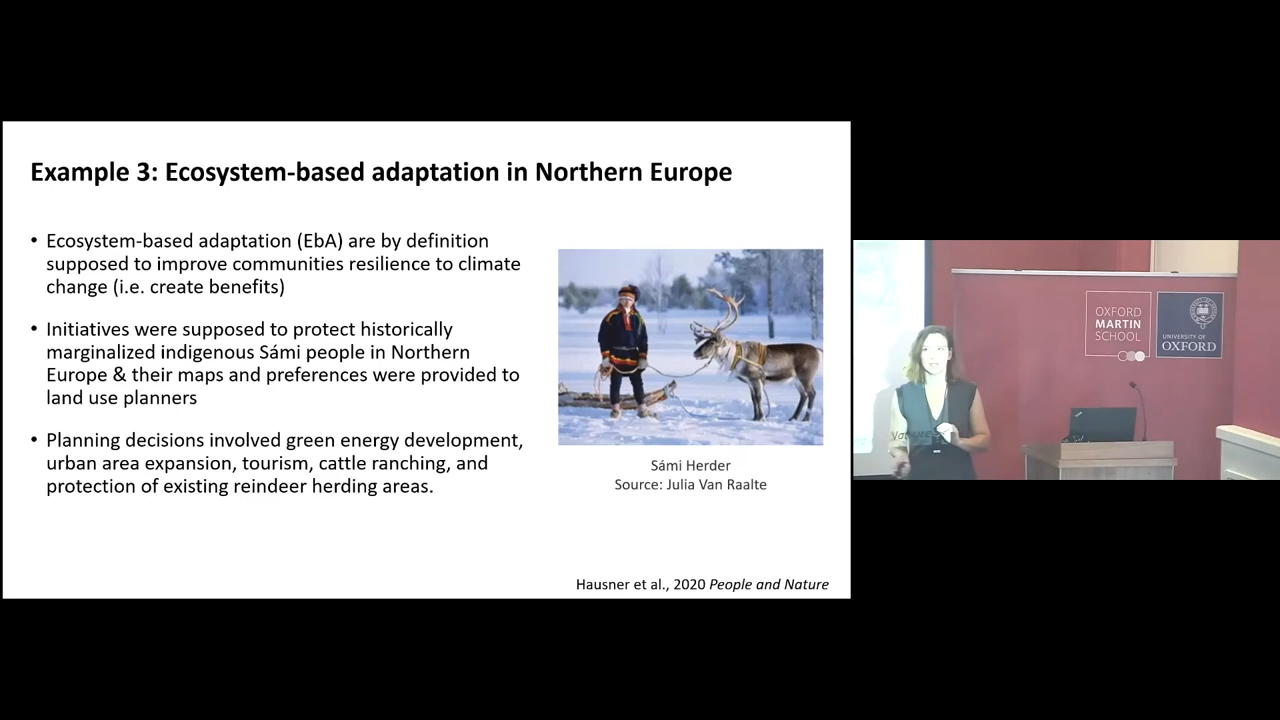 Example 3: Ecosystem-based adaptation in Northern Europe
• Ecosystem-based adaptation (EbA) are by definition
supposed to improve communities resilience to climate
change (i.e. create benefits)
• Initiatives were supposed to protect historically
marginalized indigenous Sámi people in Northern
Europe & their maps and preferences were provided to
land use planners
• Planning decisions involved green energy development,
urban area expansion, tourism, cattle ranching, and
protection of existing reindeer herding areas.
Sámi Herder
Source: Julia Van Raalte
Hausner et al., 2020 People and Nature
OXFORD
MARTIN
SCHOOL
UNIVERSITY OF
OXFORD